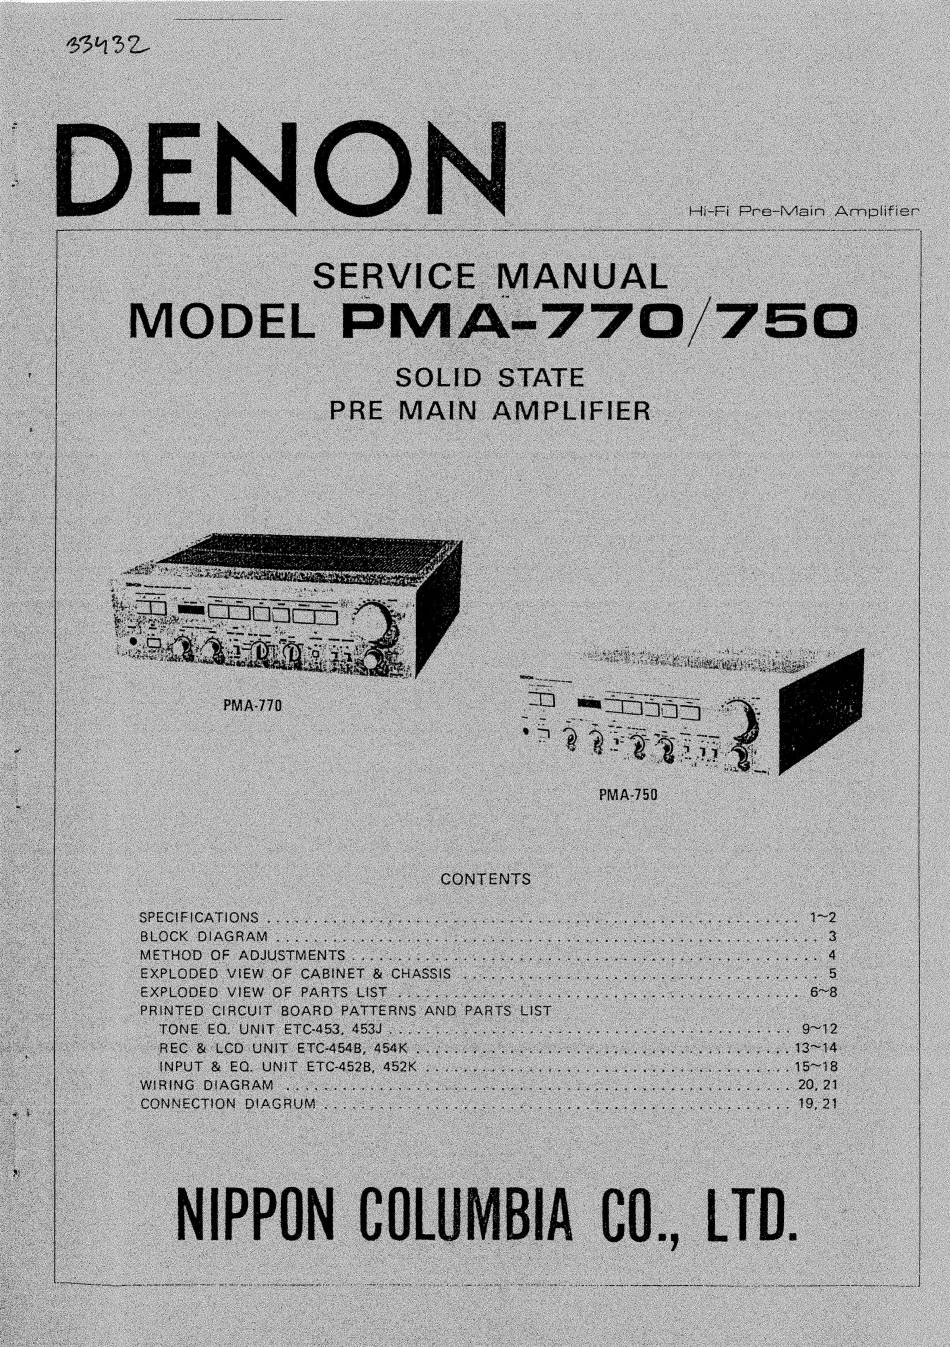 33432
DENON
Hi-Fi Pre-Main Amplifier
SERVICE MANUAL
MODEL PMA-770/750
SOLID STATE
PRE MAIN AMPLIFIER
PMA-770
PMA-750
CONTENTS
SPECIFICATIONS . . . . . . . . . . . . . . . . . . . . 1~2
BLOCK DIAGRAM . . . . . . . . . . . . . . . . . . . . 3
METHOD OF ADJUSTMENTS . . . . . . . . . . . . . . . . . . . . 4
EXPLODED VIEW OF CABINET & CHASSIS . . . . . . . . . . . . . . . . . . . . 5
EXPLODED VIEW OF PARTS LIST . . . . . . . . . . . . . . . . . . . . 6~8
PRINTED CIRCUIT BOARD PATTERNS AND PARTS LIST
TONE EQ. UNIT ETC-453, 453J . . . . . . . . . . . . . . . . . . . . 9~12
REC & LCD UNIT ETC-454B, 454K . . . . . . . . . . . . . . . . . . . . 13~14
INPUT & EQ. UNIT ETC-452B, 452K . . . . . . . . . . . . . . . . . . . . 15~18
WIRING DIAGRAM . . . . . . . . . . . . . . . . . . . . 20, 21
CONNECTION DIAGRUM . . . . . . . . . . . . . . . . . . . . 19, 21
NIPPON COLUMBIA CO., LTD.